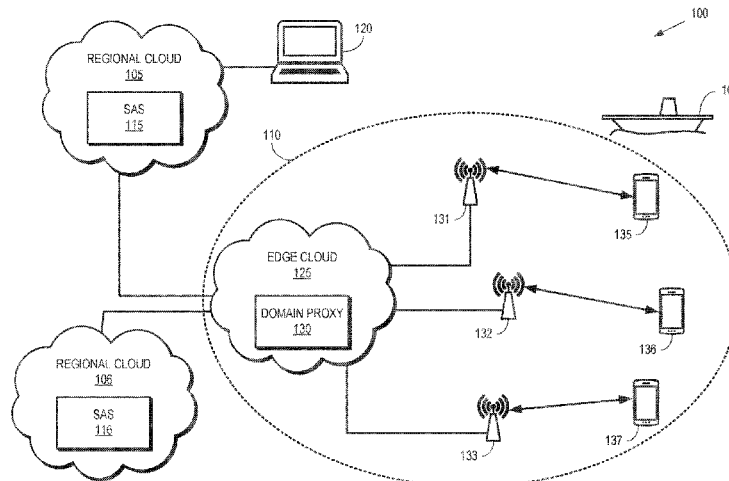 100
120
REGIONAL CLOUD
105
SAS
115
110
131
135
EDGE CLOUD
125
DOMAIN PROXY
130
132
136
REGIONAL CLOUD
106
SAS
116
133
137